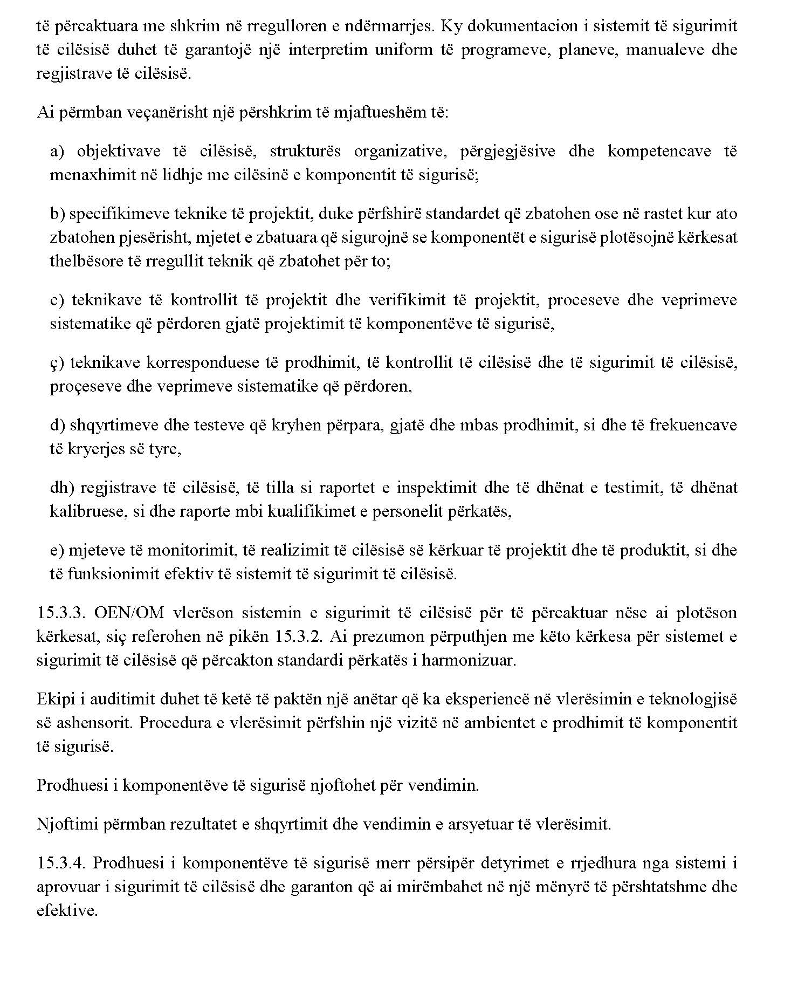 të përcaktuara me shkrim në rregulloren e ndërmarrjes. Ky dokumentacion i sistemit të sigurimit
të cilësisë duhet të garantojë një interpretim uniform të programeve, planeve, manualeve dhe
regjistrave të cilësisë.
Ai përmban veçanërisht një përshkrim të mjaftueshëm të:
a) objektivave të cilësisë, strukturës organizative, përgjegjësive dhe kompetencave të
menaxhimit në lidhje me cilësinë e komponentit të sigurisë;
b) specifikimeve teknike të projektit, duke përfshirë standardet që zbatohen ose në rastet kur ato
zbatohen pjesërisht, mjetet e zbatuara që sigurojnë se komponentët e sigurisë plotësojnë kërkesat
thelbësore të rregullit teknik që zbatohet për to;
c) teknikave të kontrollit të projektit dhe verifikimit të projektit, proceseve dhe veprimeve
sistematike që përdoren gjatë projektimit të komponentëve të sigurisë,
ç) teknikave korresponduese të prodhimit, të kontrollit të cilësisë dhe të sigurimit të cilësisë,
proçeseve dhe veprimeve sistematike që përdoren,
d) shqyrtimeve dhe testeve që kryhen përpara, gjatë dhe mbas prodhimit, si dhe të frekuencave
të kryerjes së tyre,
dh) regjistrave të cilësisë, të tilla si raportet e inspektimit dhe të dhënat e testimit, të dhënat
kalibruese, si dhe raporte mbi kualifikimet e personelit përkatës,
e) mjeteve të monitorimit, të realizimit të cilësisë së kërkuar të projektit dhe të produktit, si dhe
të funksionimit efektiv të sistemit të sigurimit të cilësisë.
15.3.3. OEN/OM vlerëson sistemin e sigurimit të cilësisë për të përcaktuar nëse ai plotëson
kërkesat, siç referohen në pikën 15.3.2. Ai prezumon përputhjen me këto kërkesa për sistemet e
sigurimit të cilësisë që përcakton standardi përkatës i harmonizuar.
Ekipi i auditimit duhet të ketë të paktën një anëtar që ka eksperiencë në vlerësimin e teknologjisë
së ashensorit. Procedura e vlerësimit përfshin një vizitë në ambientet e prodhimit të komponentit
të sigurisë.
Prodhuesi i komponentëve të sigurisë njoftohet për vendimin.
Njoftimi përmban rezultatet e shqyrtimit dhe vendimin e arsyetuar të vlerësimit.
15.3.4. Prodhuesi i komponentëve të sigurisë merr përsipër detyrimet e rrjedhura nga sistemi i
aprovuar i sigurimit të cilësisë dhe garanton që ai mirëmbahet në një mënyrë të përshtatshme dhe
efektive.